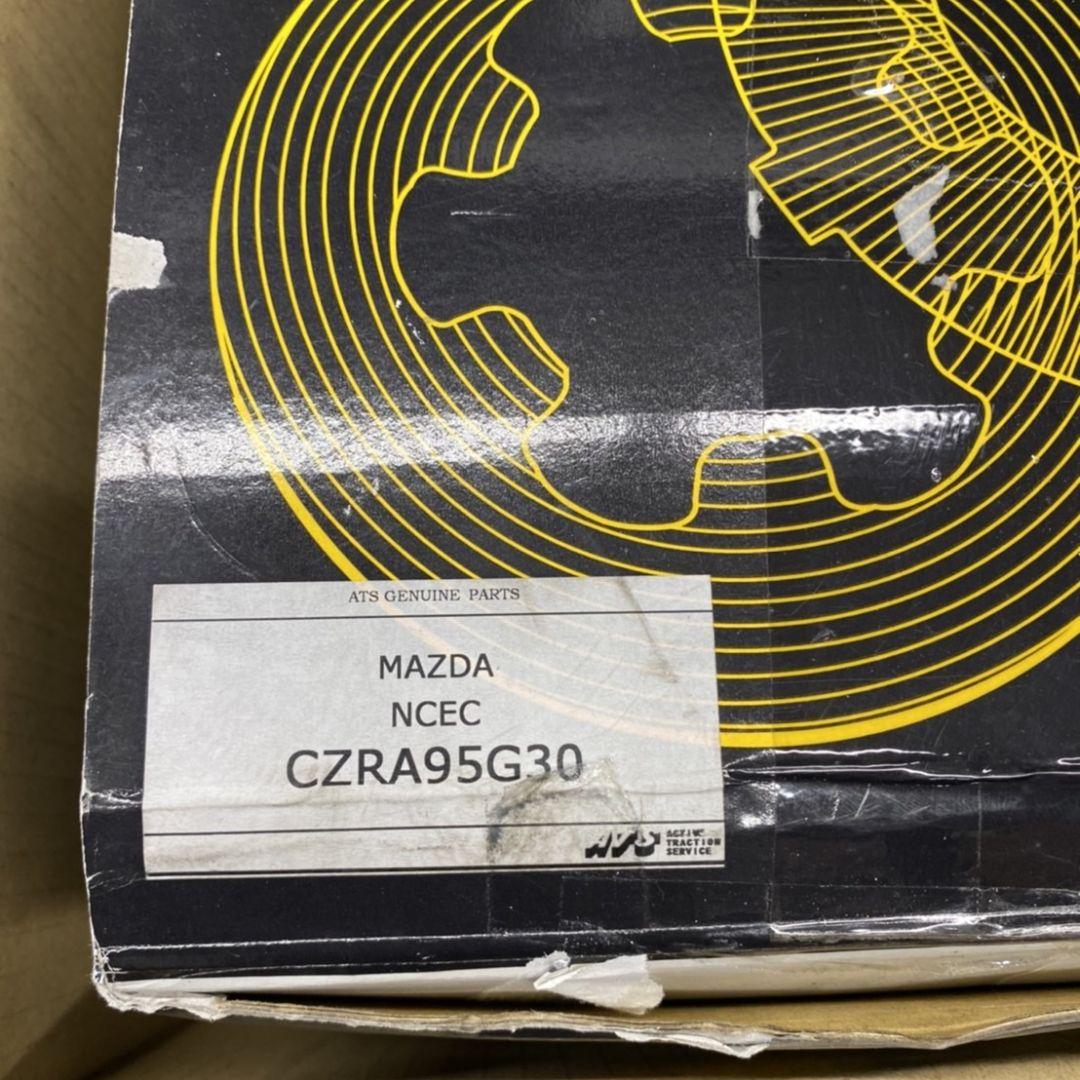 ATS GENUINE PARTS
MAZDA
NCEC
CZRA95G30
ATS
ACTIVE
TRACTION
SERVICE